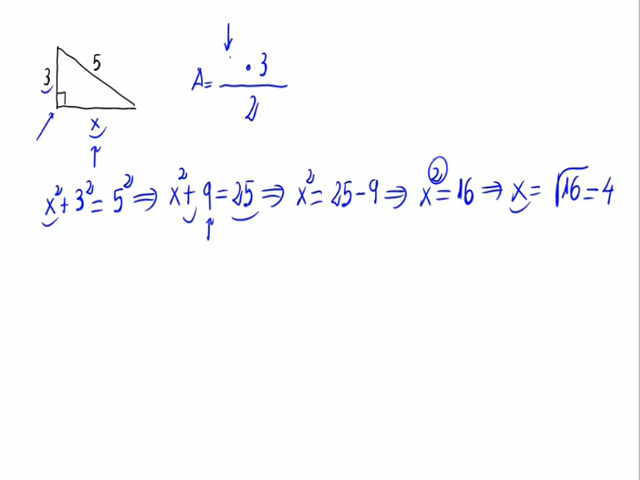 5
3
x
A = · 3 / 2
x² + 3² = 5² ⇒ x² + 9 = 25 ⇒ x² = 25 - 9 ⇒ x² = 16 ⇒ x = √16 = 4